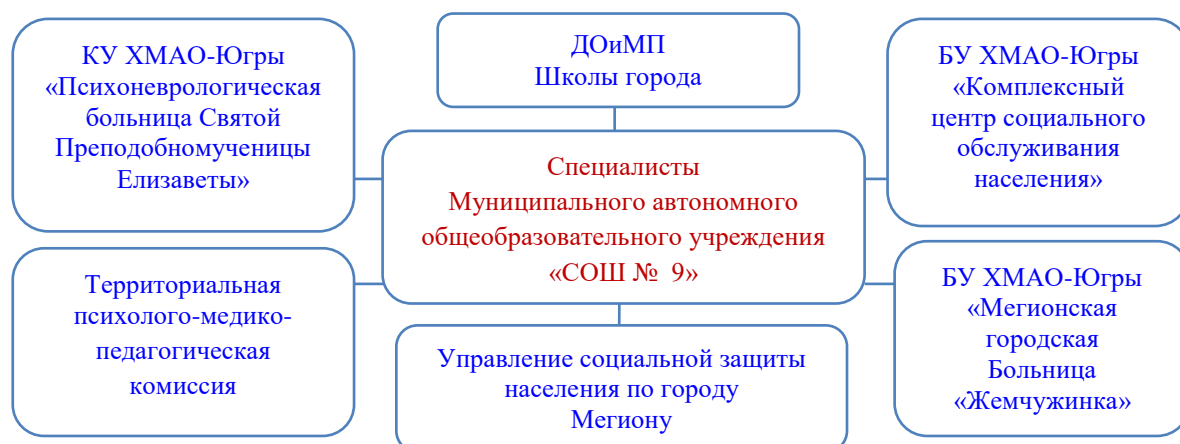 КУ ХМАО-Югры
«Психоневрологическая
больница Святой
Преподобномученицы
Елизаветы»
ДОиМП
Школы города
БУ ХМАО-Югры
«Комплексный
центр социального
обслуживания
населения»
Специалисты
Муниципального автономного
общеобразовательного учреждения
«СОШ № 9»
Территориальная
психолого-медико-
педагогическая
комиссия
Управление социальной защиты
населения по городу
Мегиону
БУ ХМАО-Югры
«Мегионская
городская
Больница
«Жемчужинка»